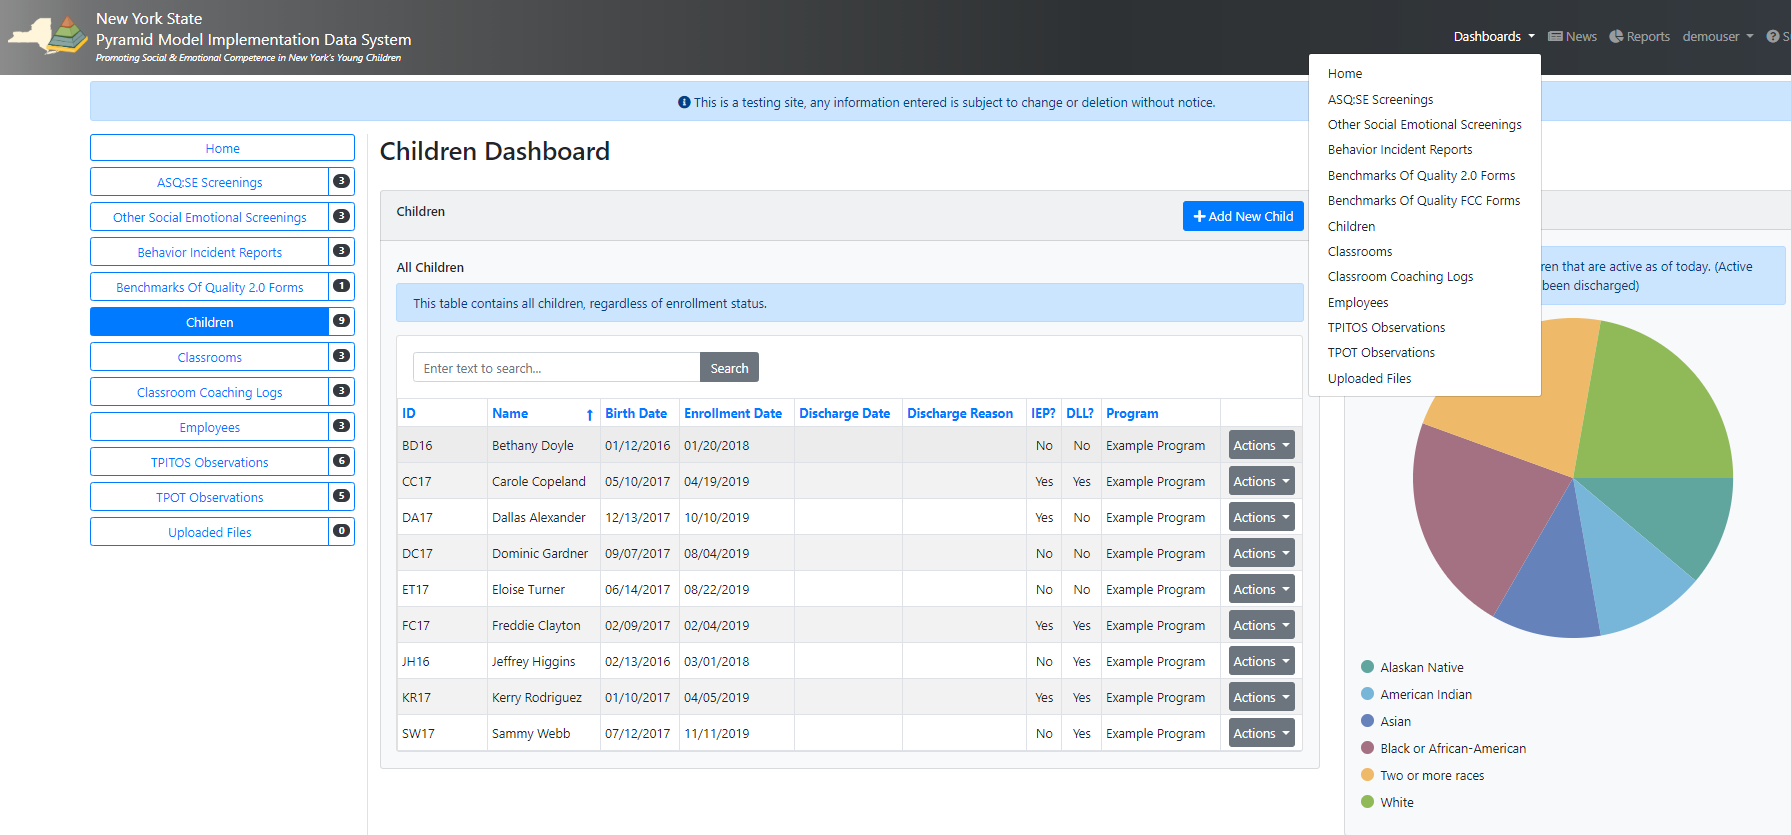 New York State
Pyramid Model Implementation Data System
Promoting Social & Emotional Competence in New York's Young Children
Dashboards
News
Reports
demouser
S
This is a testing site, any information entered is subject to change or deletion without notice.
Home
ASQ:SE Screenings
Other Social Emotional Screenings
Behavior Incident Reports
Benchmarks Of Quality 2.0 Forms
Benchmarks Of Quality FCC Forms
Children
Classrooms
Classroom Coaching Logs
Employees
TPITOS Observations
TPOT Observations
Uploaded Files
Home
ASQ:SE Screenings 3
Other Social Emotional Screenings 3
Behavior Incident Reports 3
Benchmarks Of Quality 2.0 Forms 1
Children 9
Classrooms 3
Classroom Coaching Logs 3
Employees 3
TPITOS Observations 6
TPOT Observations 5
Uploaded Files 0
Children Dashboard
Children
Add New Child
All Children
This table contains all children, regardless of enrollment status.
Enter text to search... Search
ID Name Birth Date Enrollment Date Discharge Date Discharge Reason IEP? DLL? Program
BD16 Bethany Doyle 01/12/2016 01/20/2018 No No Example Program Actions
CC17 Carole Copeland 05/10/2017 04/19/2019 Yes Yes Example Program Actions
DA17 Dallas Alexander 12/13/2017 10/10/2019 Yes No Example Program Actions
DC17 Dominic Gardner 09/07/2017 08/04/2019 No No Example Program Actions
ET17 Eloise Turner 06/14/2017 08/22/2019 No No Example Program Actions
FC17 Freddie Clayton 02/09/2017 02/04/2019 Yes Yes Example Program Actions
JH16 Jeffrey Higgins 02/13/2016 03/01/2018 No Yes Example Program Actions
KR17 Kerry Rodriguez 01/10/2017 04/05/2019 Yes Yes Example Program Actions
SW17 Sammy Webb 07/12/2017 11/11/2019 No Yes Example Program Actions
ren that are active as of today. (Active
been discharged)
Alaskan Native
American Indian
Asian
Black or African-American
Two or more races
White